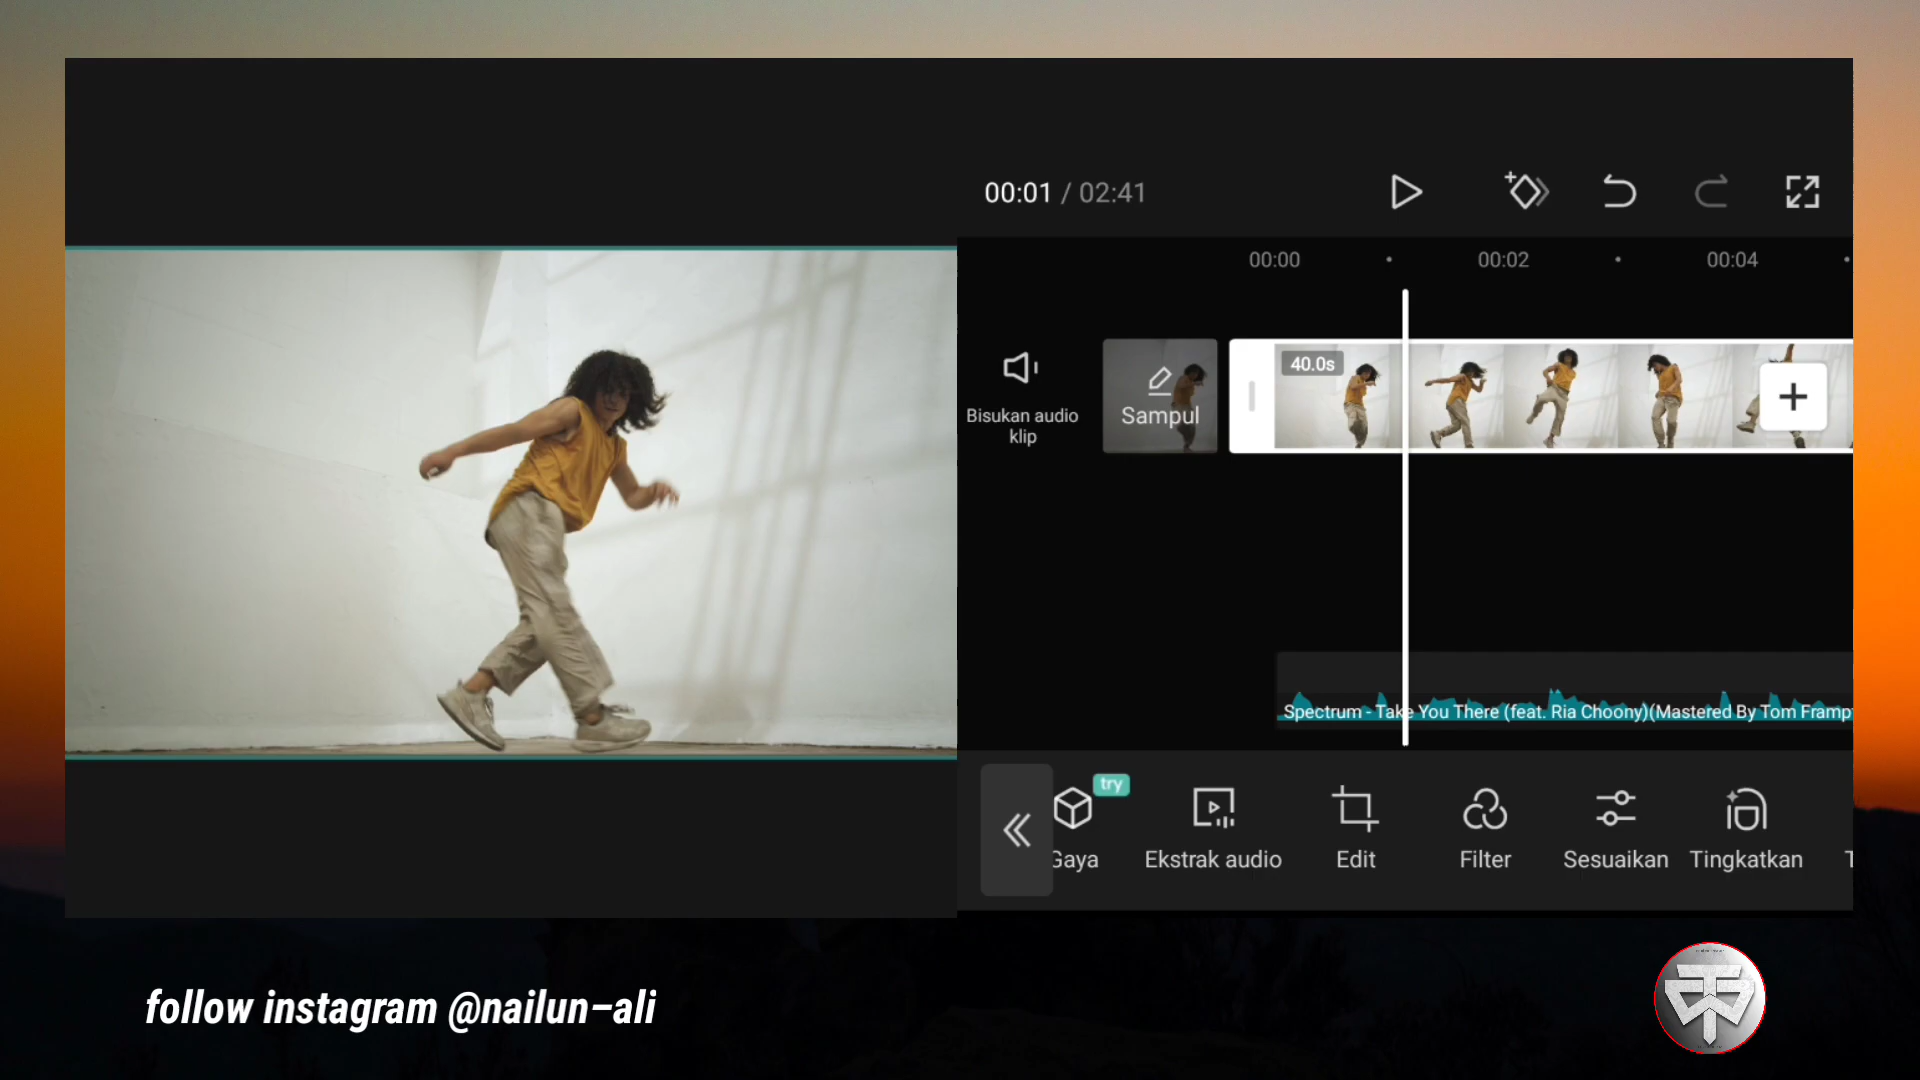 00:01 / 02:41
00:00 00:02 00:04
40.0s
Bisukan audio
klip
Sampul
Spectrum - Take You There (feat. Ria Choony)(Mastered By Tom Framp
try
Gaya
Ekstrak audio
Edit
Filter
Sesuaikan
Tingkatkan
follow instagram @nailun-ali